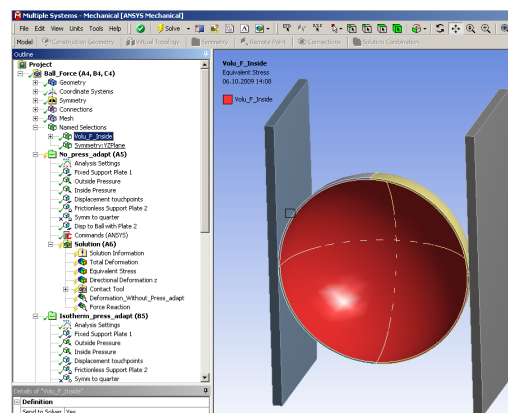 Multiple Systems - Mechanical [ANSYS Mechanical]
File Edit View Units Tools Help Solve
Model Construction Geometry Virtual Topology Symmetry Remote Point Connections Solution Combination
Outline
Project
Ball_Force (A4, B4, C4)
Geometry
Coordinate Systems
Symmetry
Connections
Mesh
Named Selections
Volu_F_Inside
Symmetry:YZPlane
No_press_adapt (A5)
Analysis Settings
Fixed Support Plate 1
Outside Pressure
Inside Pressure
Displacement touchpoints
Frictionless Support Plate 2
Symm to quarter
Disp to Ball with Plate 2
Commands (ANSYS)
Solution (A6)
Solution Information
Total Deformation
Equivalent Stress
Directional Deformation z
Contact Tool
Deformation_Without_Press_adapt
Force Reaction
Isotherm_press_adapt (B5)
Analysis Settings
Fixed Support Plate 1
Outside Pressure
Inside Pressure
Displacement touchpoints
Frictionless Support Plate 2
Symm to quarter
Details of "Volu_F_Inside"
Definition
Send to Solver Yes
Volu_F_Inside
Equivalent Stress
06.10.2009 14:08
Volu_F_Inside